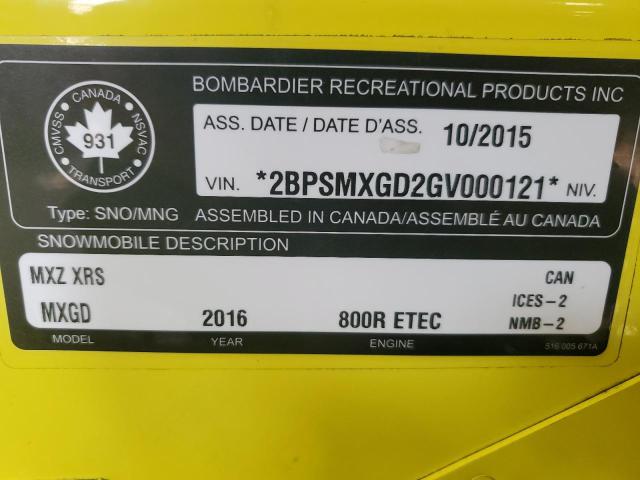 CANADA
CMVSS
NSVAC
931
TRANSPORT
BOMBARDIER RECREATIONAL PRODUCTS INC
ASS. DATE / DATE D'ASS. 10/2015
VIN. *2BPSMXGD2GV000121* NIV.
Type: SNO/MNG ASSEMBLED IN CANADA/ASSEMBLÉ AU CANADA
SNOWMOBILE DESCRIPTION
MXZ XRS CAN
ICES-2
MXGD 2016 800R ETEC NMB-2
MODEL YEAR ENGINE 516 005 671A